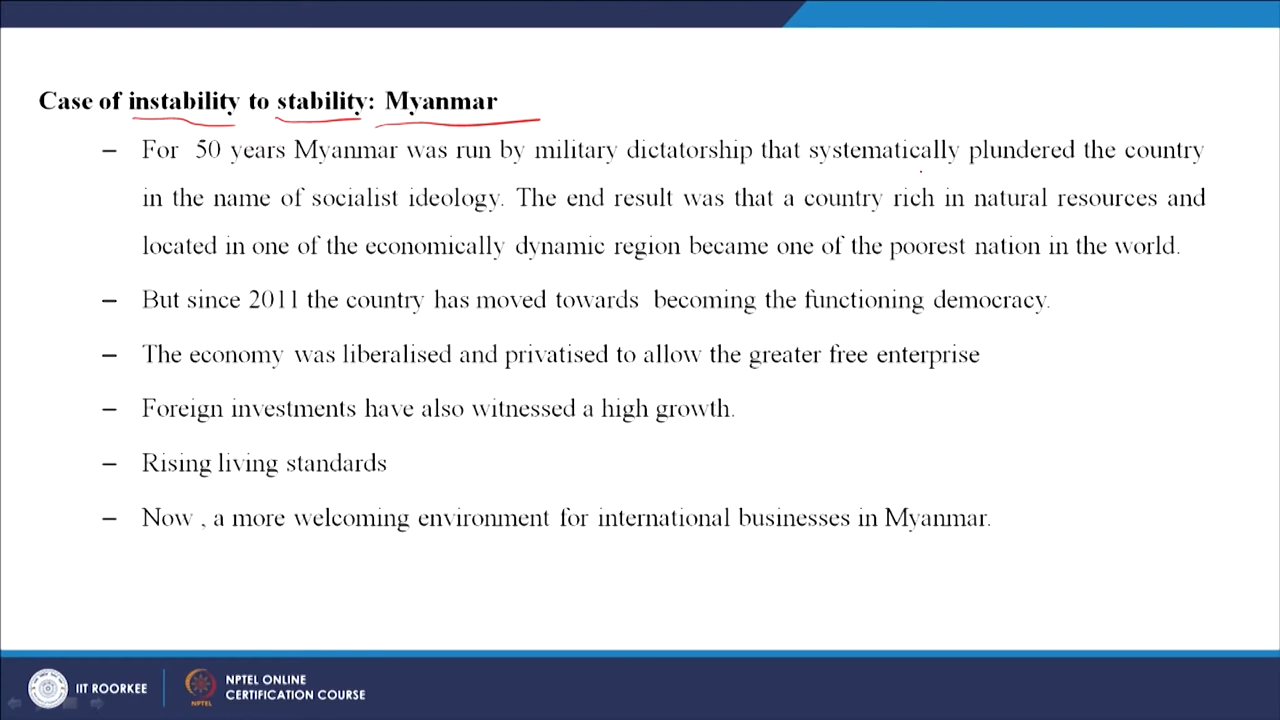 Case of instability to stability: Myanmar
– For 50 years Myanmar was run by military dictatorship that systematically plundered the country
in the name of socialist ideology. The end result was that a country rich in natural resources and
located in one of the economically dynamic region became one of the poorest nation in the world.
– But since 2011 the country has moved towards becoming the functioning democracy.
– The economy was liberalised and privatised to allow the greater free enterprise
– Foreign investments have also witnessed a high growth.
– Rising living standards
– Now , a more welcoming environment for international businesses in Myanmar.
IIT ROORKEE
NPTEL
NPTEL ONLINE
CERTIFICATION COURSE